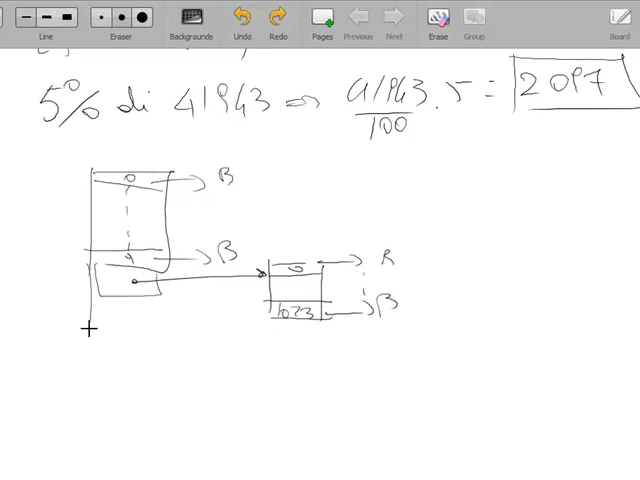 Line
Eraser
Backgrounds
Undo
Redo
Pages
Previous
Next
Erase
Group
Board
5% di 41943 => 41943/100 . 5 = 2097
0 → B
9 → B
0 → R
1023 → B